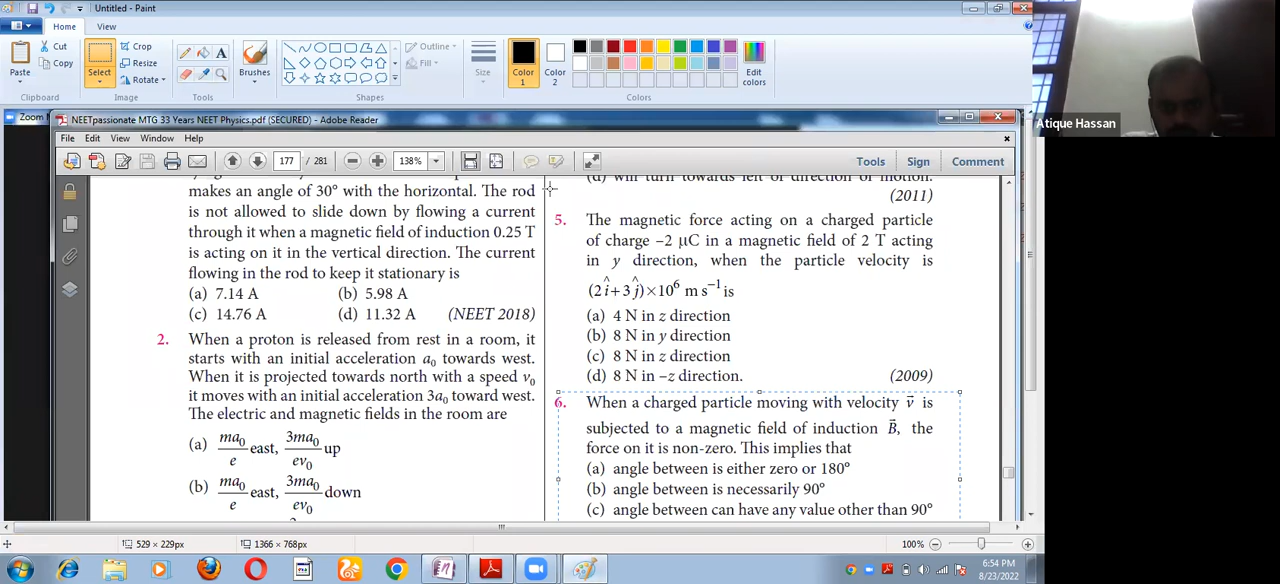 Untitled - Paint
Home
View
Paste
Cut
Copy
Clipboard
Select
Crop
Resize
Rotate
Image
A
Tools
Brushes
Outline
Fill
Shapes
Size
Color 1
Color 2
Edit colors
Colors
Atique Hassan
Zoom
NEETpassionate MTG 33 Years NEET Physics.pdf (SECURED) - Adobe Reader
File Edit View Window Help
177 / 281
138%
Tools
Sign
Comment
makes an angle of 30° with the horizontal. The rod
is not allowed to slide down by flowing a current
through it when a magnetic field of induction 0.25 T
is acting on it in the vertical direction. The current
flowing in the rod to keep it stationary is
(a) 7.14 A (b) 5.98 A
(c) 14.76 A (d) 11.32 A (NEET 2018)
2. When a proton is released from rest in a room, it
starts with an initial acceleration a₀ towards west.
When it is projected towards north with a speed v₀
it moves with an initial acceleration 3a₀ toward west.
The electric and magnetic fields in the room are
(a) ma₀/e east, 3ma₀/ev₀ up
(b) ma₀/e east, 3ma₀/ev₀ down
(d) will turn towards left of direction of motion.
(2011)
5. The magnetic force acting on a charged particle
of charge –2 μC in a magnetic field of 2 T acting
in y direction, when the particle velocity is
(2î+3ĵ)×10⁶ m s⁻¹ is
(a) 4 N in z direction
(b) 8 N in y direction
(c) 8 N in z direction
(d) 8 N in –z direction. (2009)
6. When a charged particle moving with velocity v⃗ is
subjected to a magnetic field of induction B⃗, the
force on it is non-zero. This implies that
(a) angle between is either zero or 180°
(b) angle between is necessarily 90°
(c) angle between can have any value other than 90°
529 × 229px
1366 × 768px
100%
6:54 PM
8/23/2022